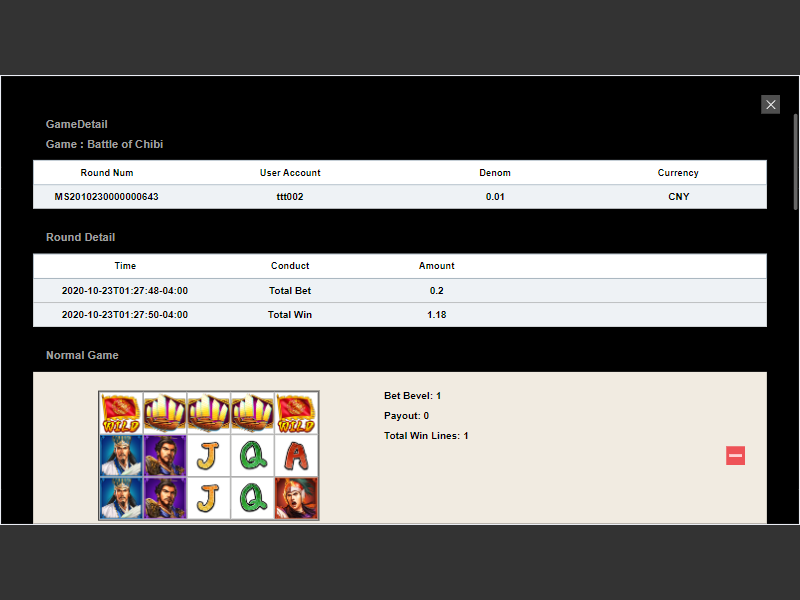 GameDetail
Game : Battle of Chibi
Round Num User Account Denom Currency
MS2010230000000643 ttt002 0.01 CNY
Round Detail
Time Conduct Amount
2020-10-23T01:27:48-04:00 Total Bet 0.2
2020-10-23T01:27:50-04:00 Total Win 1.18
Normal Game
Bet Bevel: 1
Payout: 0
Total Win Lines: 1
WILD WILD
J Q A
J Q